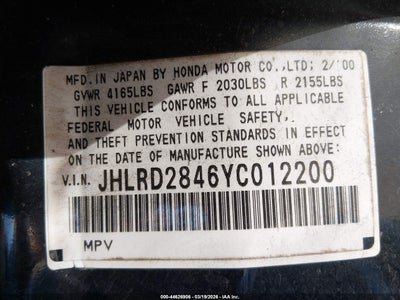 MFD.IN JAPAN BY HONDA MOTOR CO.,LTD; 2/'00
GVWR 4165LBS GAWR F 2030LBS R 2155LBS
THIS VEHICLE CONFORMS TO ALL APPLICABLE
FEDERAL MOTOR VEHICLE SAFETY,
AND THEFT PREVENTION STANDARDS IN EFFECT ON
THE DATE OF MANUFACTURE SHOWN ABOVE:
V.I.N. JHLRD2846YC012200
MPV
000-44626906 - 03/19/2026 - IAA Inc.